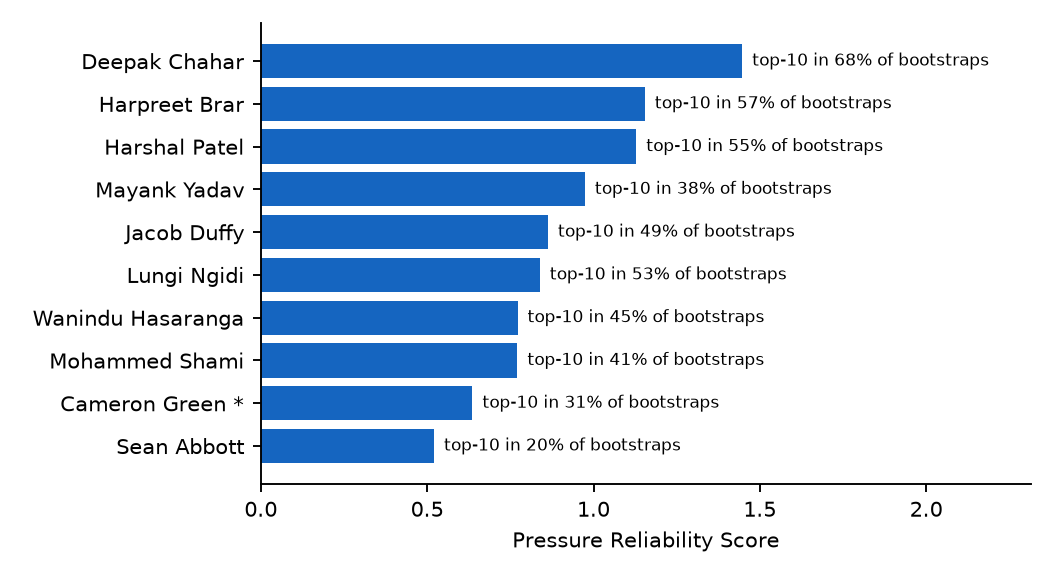 Deepak Chahar top-10 in 68% of bootstraps
Harpreet Brar top-10 in 57% of bootstraps
Harshal Patel top-10 in 55% of bootstraps
Mayank Yadav top-10 in 38% of bootstraps
Jacob Duffy top-10 in 49% of bootstraps
Lungi Ngidi top-10 in 53% of bootstraps
Wanindu Hasaranga top-10 in 45% of bootstraps
Mohammed Shami top-10 in 41% of bootstraps
Cameron Green * top-10 in 31% of bootstraps
Sean Abbott top-10 in 20% of bootstraps
0.0 0.5 1.0 1.5 2.0
Pressure Reliability Score